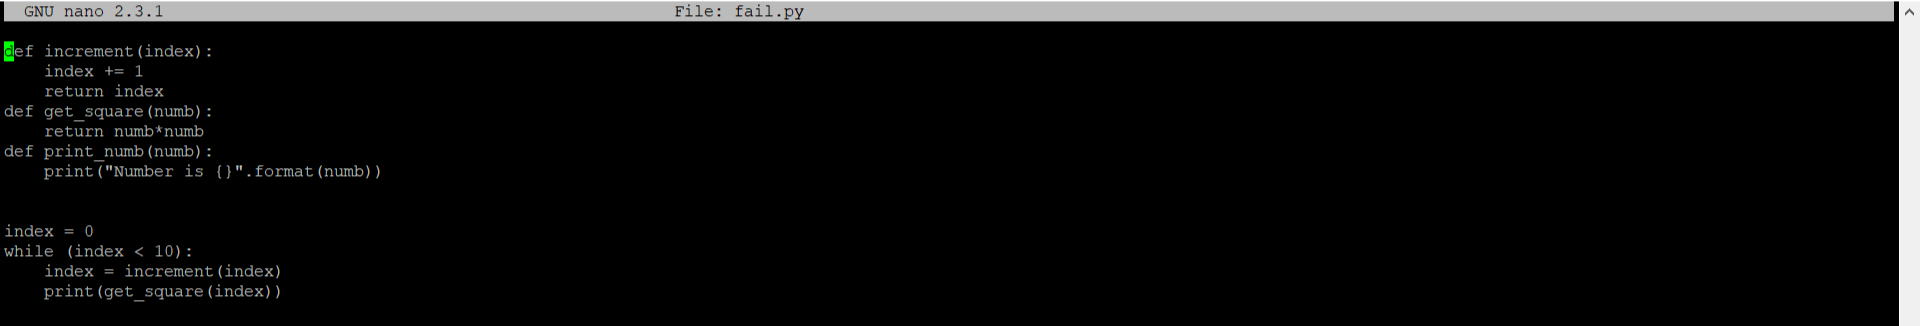 GNU nano 2.3.1 File: fail.py
def increment(index):
    index += 1
    return index
def get_square(numb):
    return numb*numb
def print_numb(numb):
    print("Number is {}".format(numb))
index = 0
while (index < 10):
    index = increment(index)
    print(get_square(index))